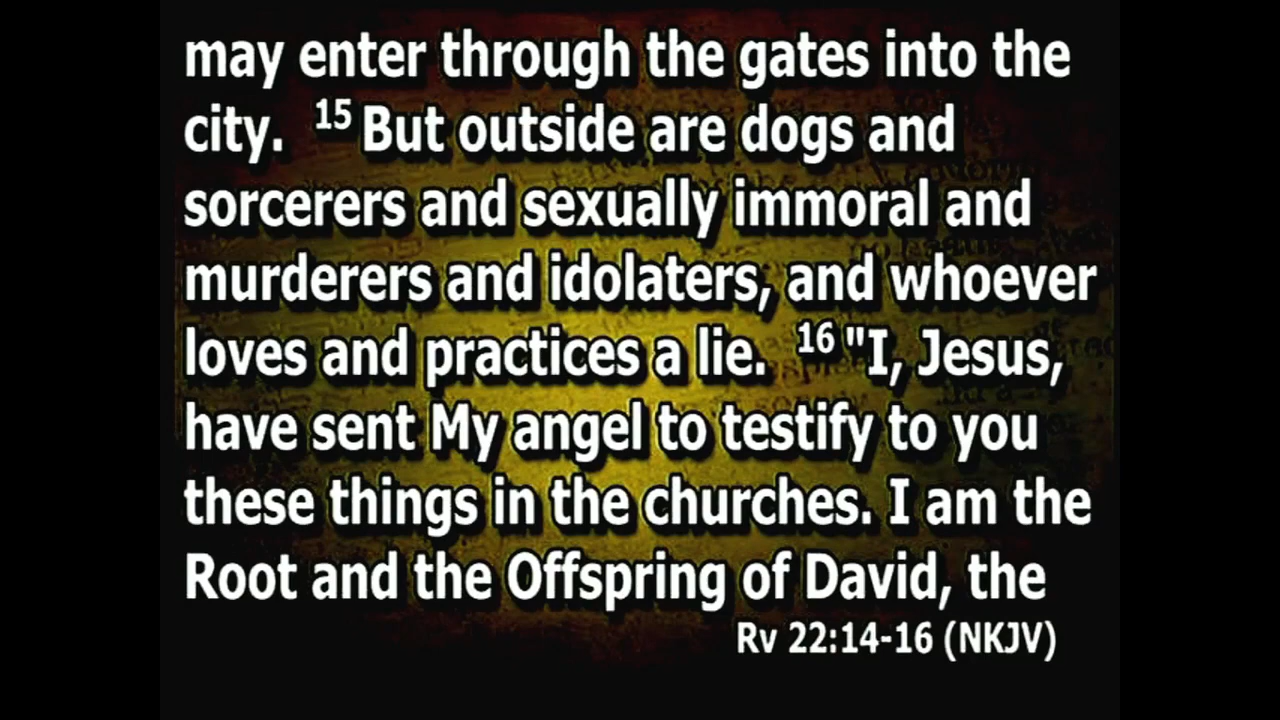 may enter through the gates into the
city. 15 But outside are dogs and
sorcerers and sexually immoral and
murderers and idolaters, and whoever
loves and practices a lie. 16 "I, Jesus,
have sent My angel to testify to you
these things in the churches. I am the
Root and the Offspring of David, the
Rv 22:14-16 (NKJV)